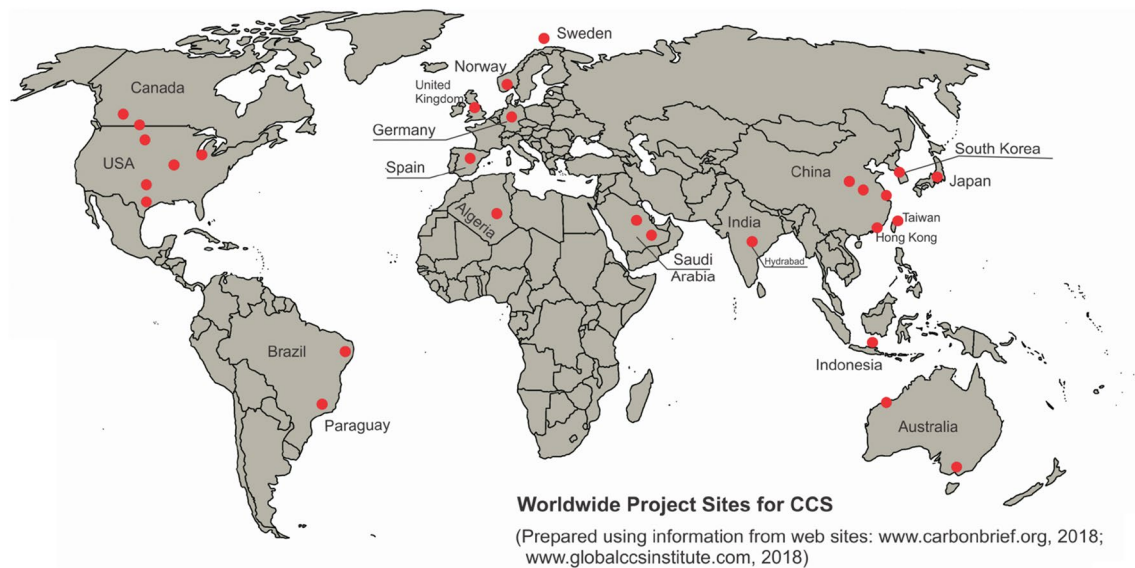 Sweden
Norway
Canada
United
Kingdom
Germany
South Korea
USA
Spain
China
Japan
Algeria
India
Taiwan
Hong Kong
Saudi
Arabia
Hydrabad
Brazil
Indonesia
Paraguay
Australia
Worldwide Project Sites for CCS
(Prepared using information from web sites: www.carbonbrief.org, 2018;
www.globalccsinstitute.com, 2018)